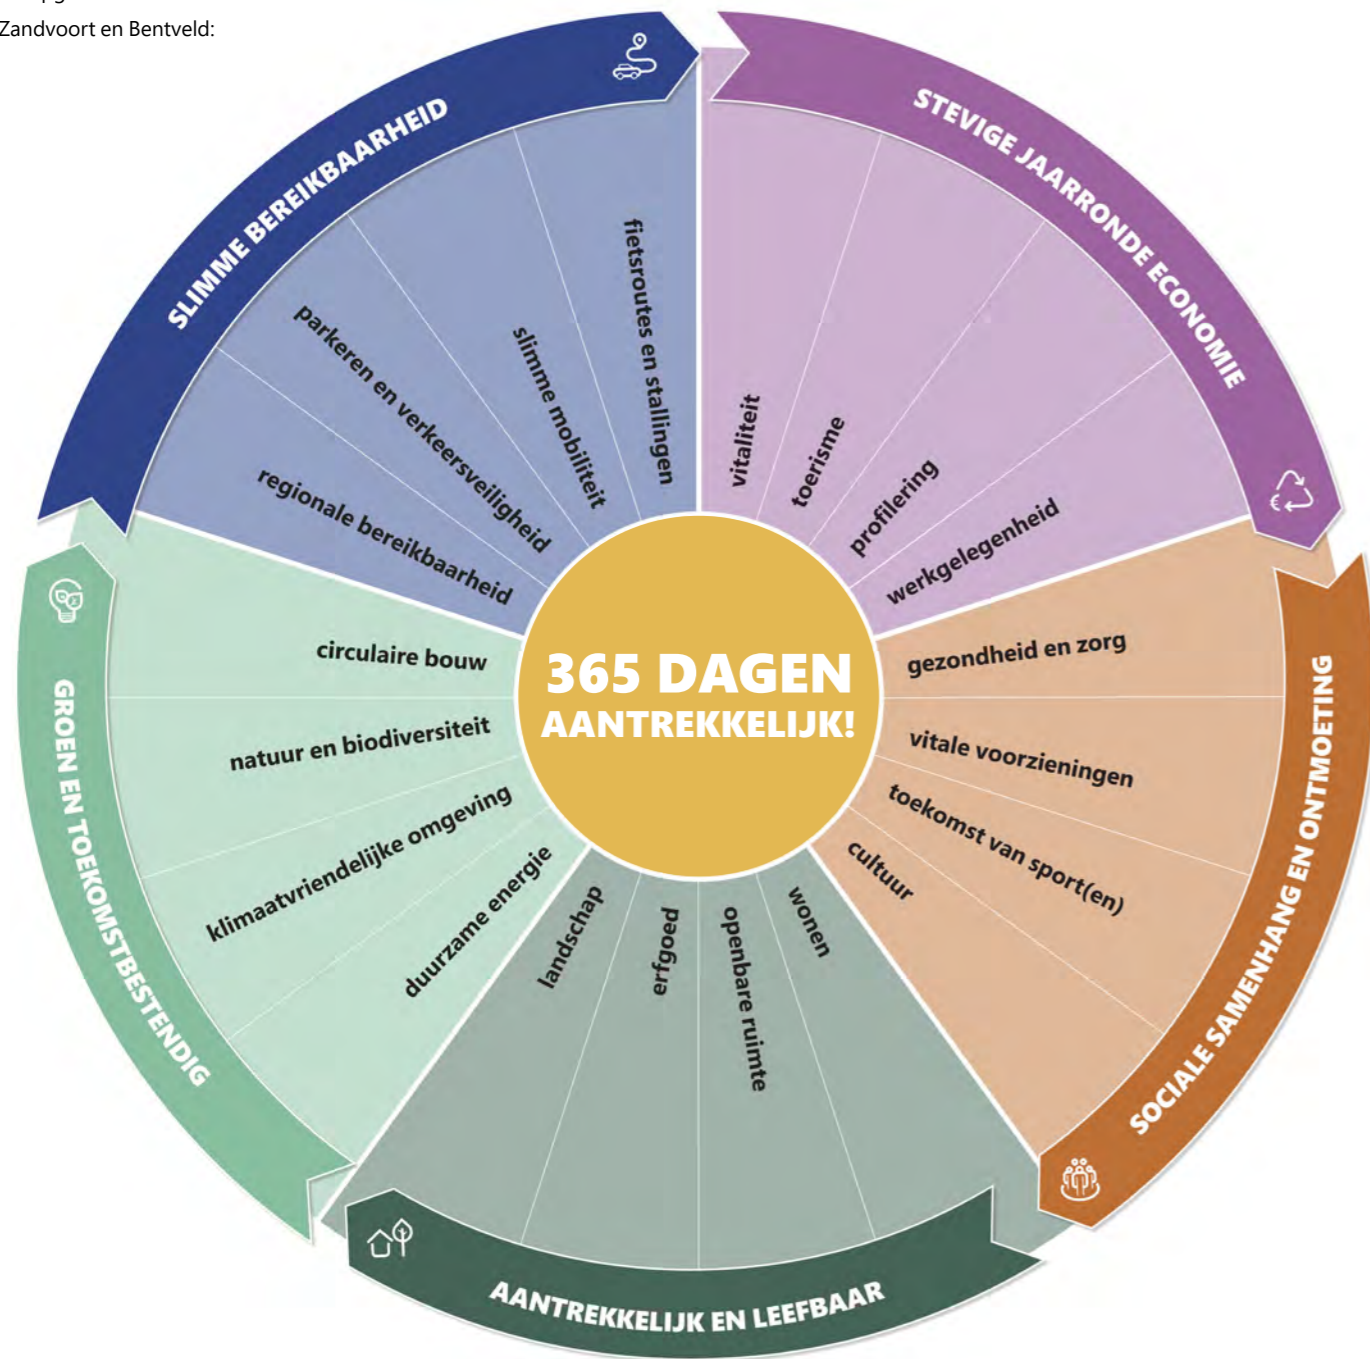 Zandvoort en Bentveld:
SLIMME BEREIKBAARHEID
STEVIGE JAARRONDE ECONOMIE
SOCIALE SAMENHANG EN ONTMOETING
AANTREKKELIJK EN LEEFBAAR
GROEN EN TOEKOMSTBESTENDIG
365 DAGEN
AANTREKKELIJK!
regionale bereikbaarheid
parkeren en verkeersveiligheid
slimme mobiliteit
fietsroutes en stallingen
vitaliteit
toerisme
profilering
werkgelegenheid
gezondheid en zorg
vitale voorzieningen
toekomst van sport(en)
cultuur
wonen
openbare ruimte
erfgoed
landschap
duurzame energie
klimaatvriendelijke omgeving
natuur en biodiversiteit
circulaire bouw